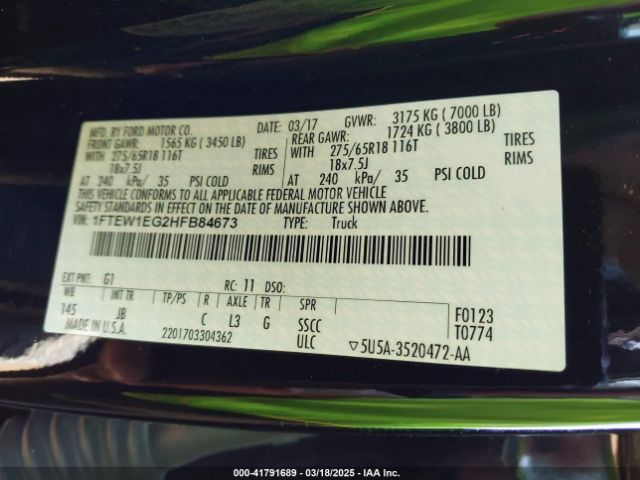 MFD. BY FORD MOTOR CO.
DATE: 03/17 GVWR: 3175 KG ( 7000 LB)
FRONT GAWR: 1565 KG ( 3450 LB) REAR GAWR: 1724 KG ( 3800 LB)
WITH 275/65R18 116T TIRES WITH 275/65R18 116T TIRES
18x7.5J RIMS 18x7.5J RIMS
AT 240 kPa/ 35 PSI COLD AT 240 kPa/ 35 PSI COLD
THIS VEHICLE CONFORMS TO ALL APPLICABLE FEDERAL MOTOR VEHICLE
SAFETY STANDARDS IN EFFECT ON THE DATE OF MANUFACTURE SHOWN ABOVE.
VIN: 1FTEW1EG2HFB84673 TYPE: Truck
EXT PNT: G1 RC: 11 DSO:
WB INT TR TP/PS R AXLE TR SPR
145 JB C L3 G SSCC F0123
MADE IN U.S.A. 2201703304362 ULC T0774
▽5U5A-3520472-AA
000-41791689 - 03/18/2025 - IAA Inc.